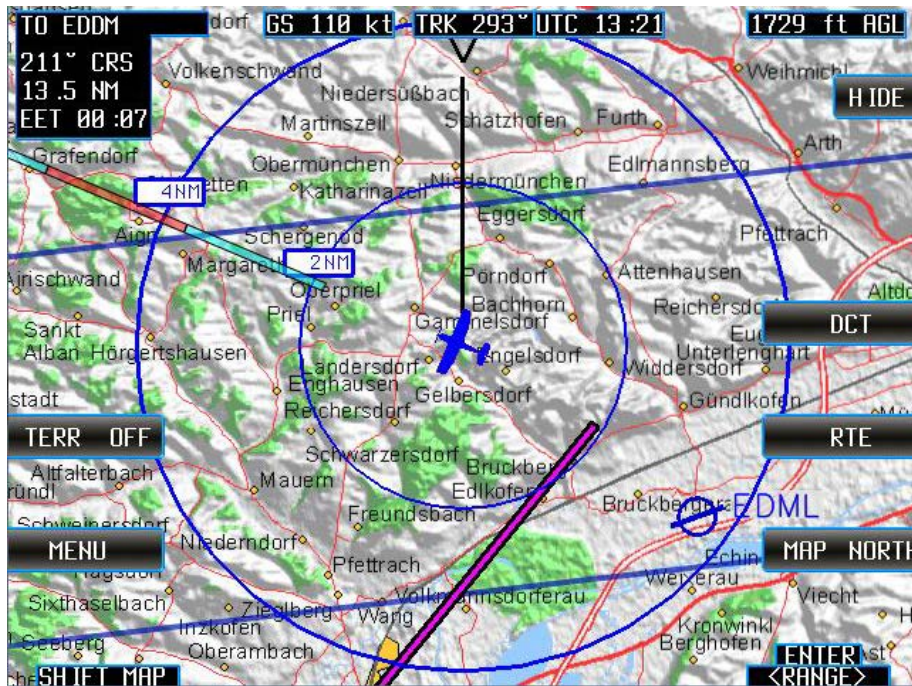 TO EDDM
211° CRS
13.5 NM
EET 00:07
GS 110 kt
TRK 293°
UTC 13:21
1729 ft AGL
HIDE
Volkenschwand
Niedersüßbach
Weihmichl
Martinszell
Schatzhofen
Furth
Arth
Grafendorf
Obermünchen
Edlmannsberg
4NM
Katharinazell
Niedermünchen
Eggersdorf
Aign
Schergenod
Pfettrach
2NM
Airischwand
Oberpriel
Pörndorf
Attenhausen
Bachhorn
Reichersdorf
Priel
Gammelsdorf
DCT
Sankt
Alban
Hörgertshausen
Landersdorf
Engelsdorf
Unterlenghart
Widdersdorf
Enghausen
Gelbersdorf
Gündlkofen
Reichersdorf
TERR OFF
RTE
Schwarzersdorf
Altfalterbach
Mauern
Edlkofen
Freundsbach
EDML
Schweinersdorf
MENU
Niederndorf
MAP NORTH
Pfettrach
Weixerau
Sixthaselbach
Zieglberg
Wang
Volkmannsdorferau
Viecht
Inzkofen
Kronwinkl
Seeberg
Oberambach
Berghofen
ENTER
SHIFT MAP
<RANGE>